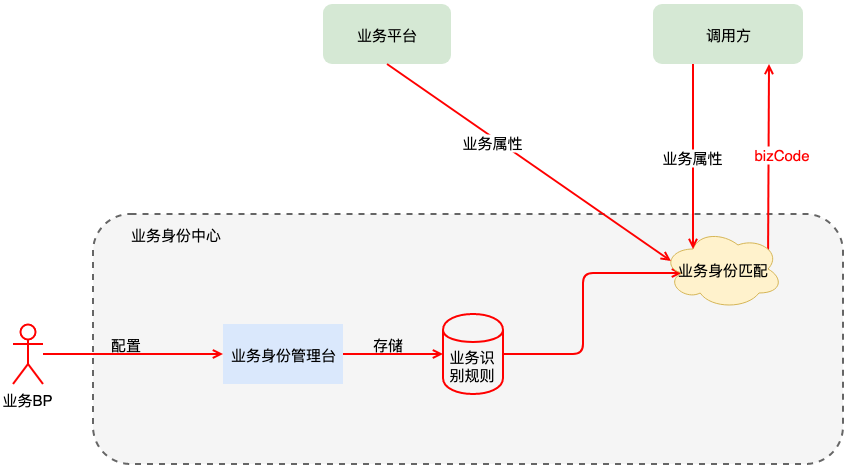 业务平台
调用方
业务属性
业务属性
bizCode
业务身份中心
业务身份匹配
配置
业务身份管理台
存储
业务识
别规则
业务BP